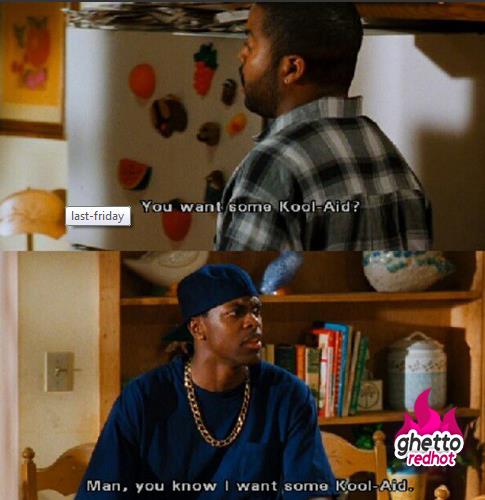 You want some Kool-Aid?
last-friday
Man, you know I want some Kool-Aid.
ghetto
redhot